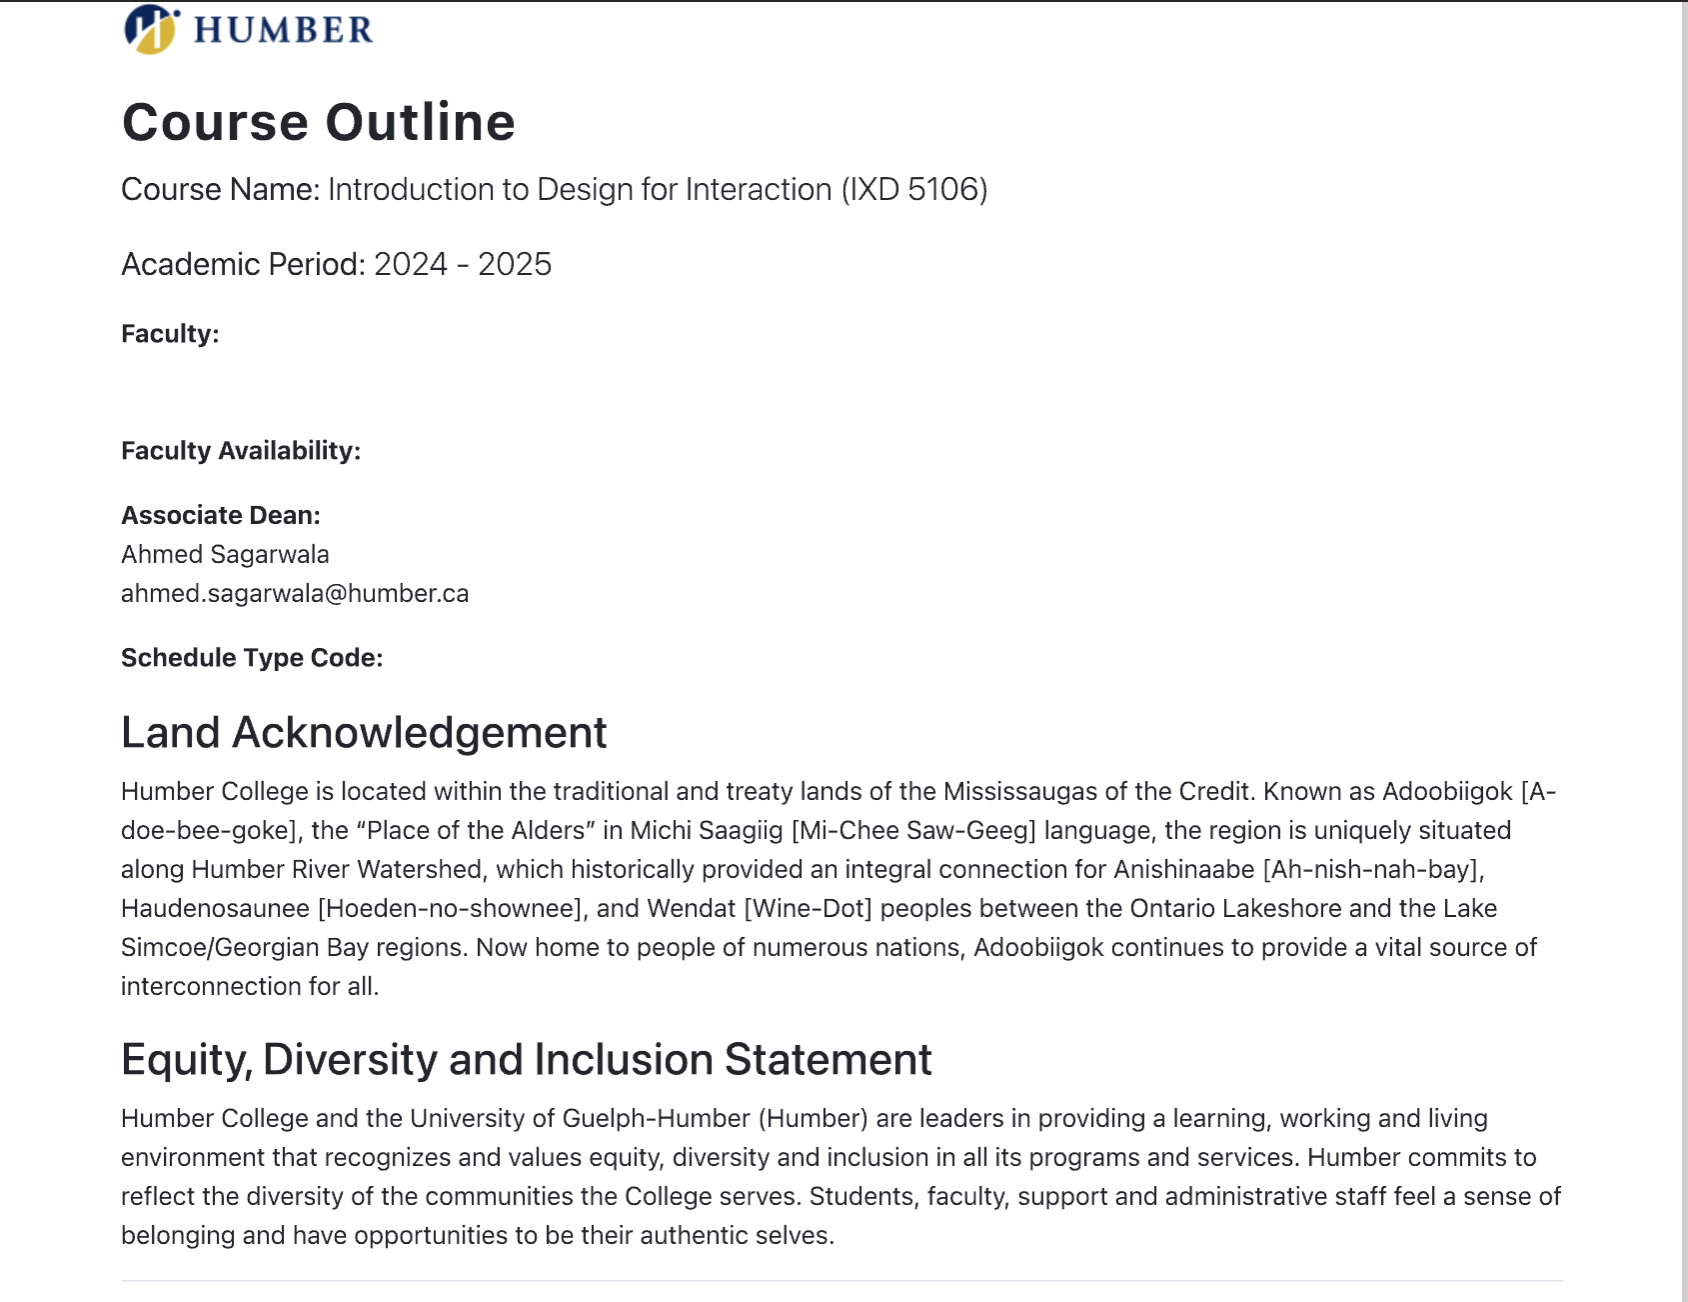 HUMBER
Course Outline
Course Name: Introduction to Design for Interaction (IXD 5106)
Academic Period: 2024 - 2025
Faculty:
Faculty Availability:
Associate Dean:
Ahmed Sagarwala
ahmed.sagarwala@humber.ca
Schedule Type Code:
Land Acknowledgement
Humber College is located within the traditional and treaty lands of the Mississaugas of the Credit. Known as Adoobiigok [A-
doe-bee-goke], the “Place of the Alders” in Michi Saagiig [Mi-Chee Saw-Geeg] language, the region is uniquely situated
along Humber River Watershed, which historically provided an integral connection for Anishinaabe [Ah-nish-nah-bay],
Haudenosaunee [Hoeden-no-shownee], and Wendat [Wine-Dot] peoples between the Ontario Lakeshore and the Lake
Simcoe/Georgian Bay regions. Now home to people of numerous nations, Adoobiigok continues to provide a vital source of
interconnection for all.
Equity, Diversity and Inclusion Statement
Humber College and the University of Guelph-Humber (Humber) are leaders in providing a learning, working and living
environment that recognizes and values equity, diversity and inclusion in all its programs and services. Humber commits to
reflect the diversity of the communities the College serves. Students, faculty, support and administrative staff feel a sense of
belonging and have opportunities to be their authentic selves.